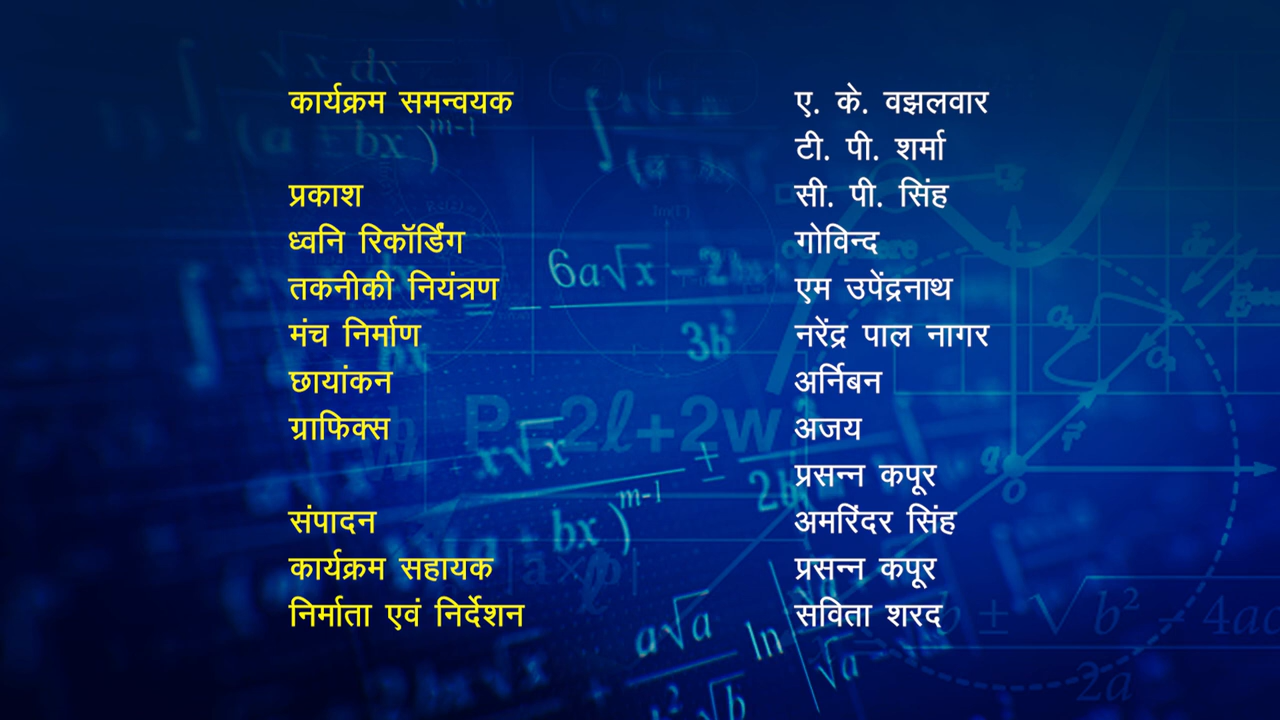 कार्यक्रम समन्वयक ए. के. वझलवार
टी. पी. शर्मा
प्रकाश सी. पी. सिंह
ध्वनि रिकॉर्डिंग गोविन्द
तकनीकी नियंत्रण एम उपेंद्रनाथ
मंच निर्माण नरेंद्र पाल नागर
छायांकन अर्निबन
ग्राफिक्स अजय
प्रसन्न कपूर
संपादन अमरिंदर सिंह
कार्यक्रम सहायक प्रसन्न कपूर
निर्माता एवं निर्देशन सविता शरद